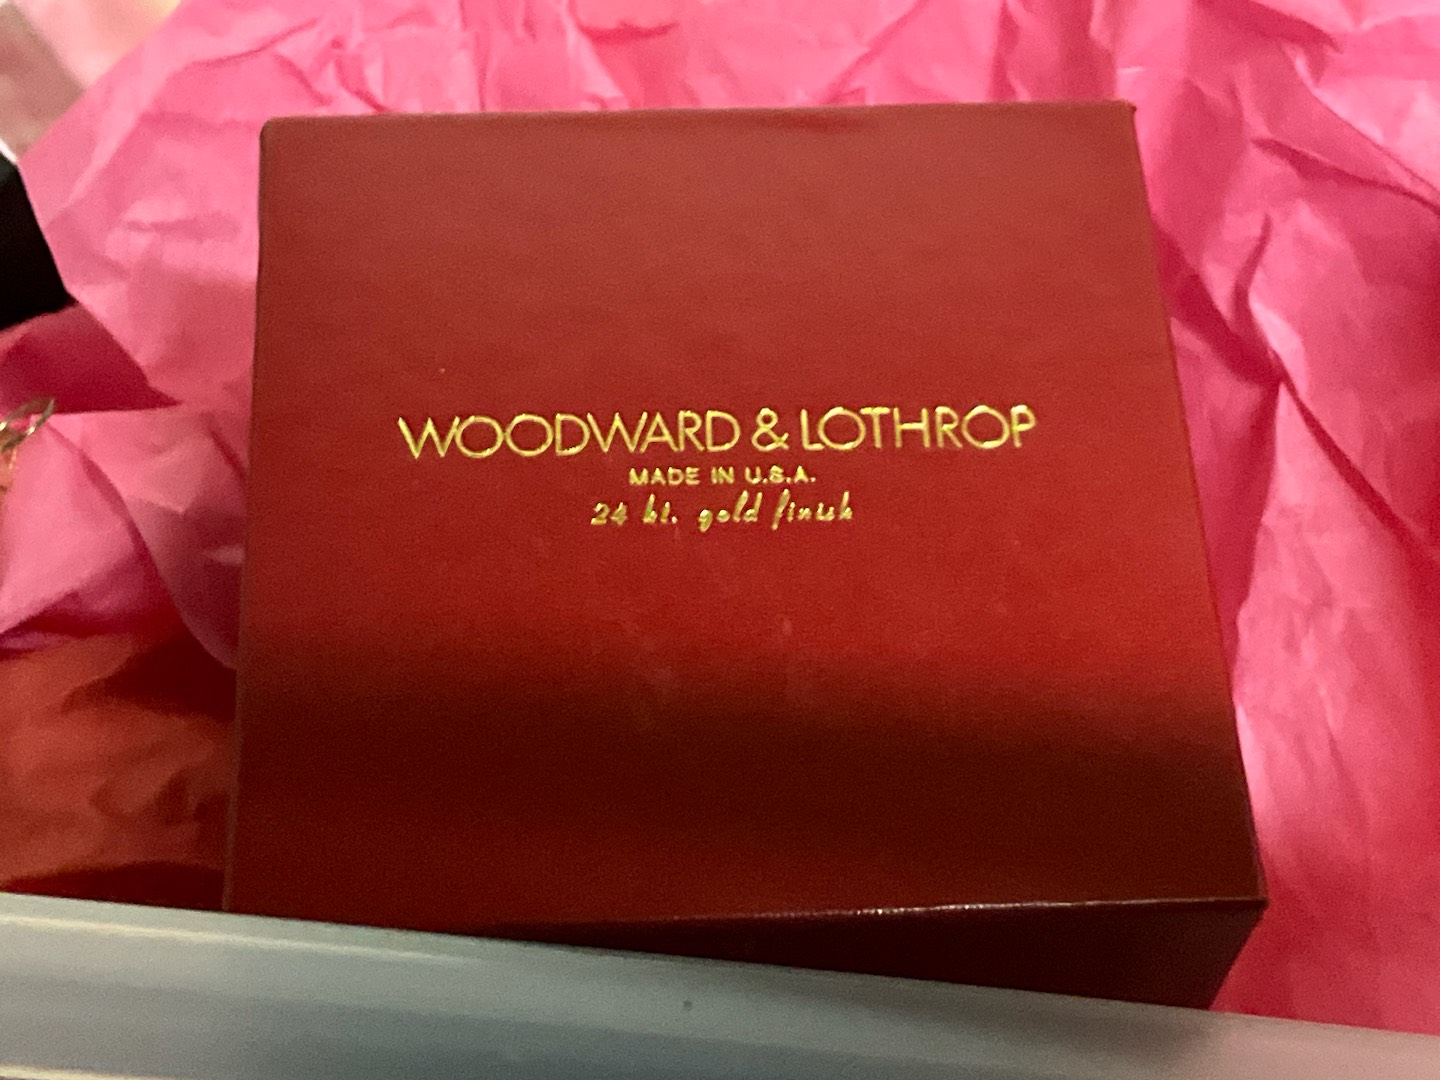 WOODWARD & LOTHROP
MADE IN U.S.A.
24 kt. gold finish